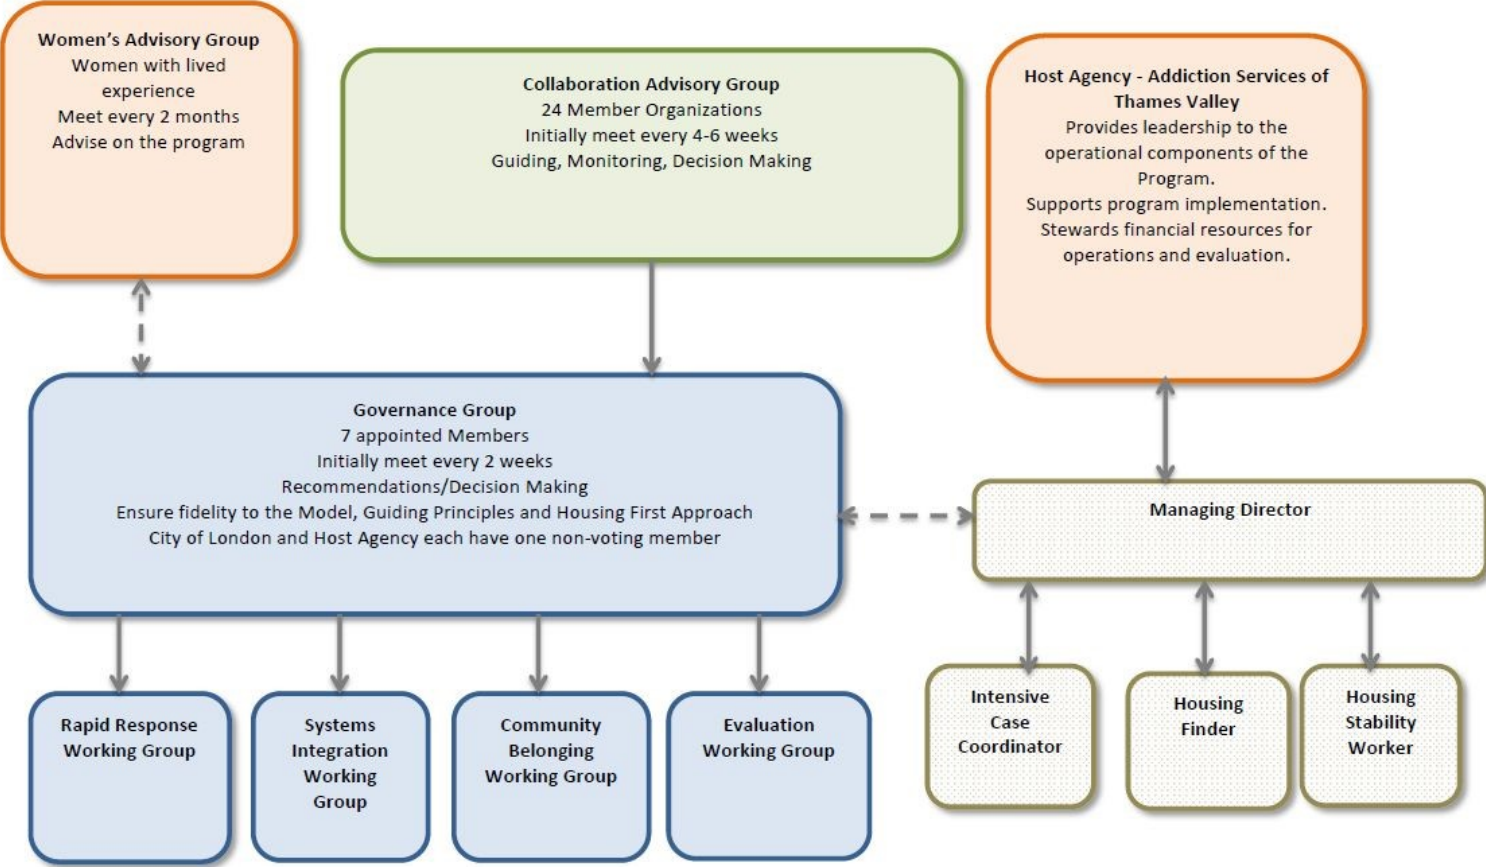 Women's Advisory Group
Women with lived
experience
Meet every 2 months
Advise on the program
Collaboration Advisory Group
24 Member Organizations
Initially meet every 4-6 weeks
Guiding, Monitoring, Decision Making
Host Agency - Addiction Services of
Thames Valley
Provides leadership to the
operational components of the
Program.
Supports program implementation.
Stewards financial resources for
operations and evaluation.
Governance Group
7 appointed Members
Initially meet every 2 weeks
Recommendations/Decision Making
Ensure fidelity to the Model, Guiding Principles and Housing First Approach
City of London and Host Agency each have one non-voting member
Managing Director
Rapid Response
Working Group
Systems
Integration
Working
Group
Community
Belonging
Working Group
Evaluation
Working Group
Intensive
Case
Coordinator
Housing
Finder
Housing
Stability
Worker